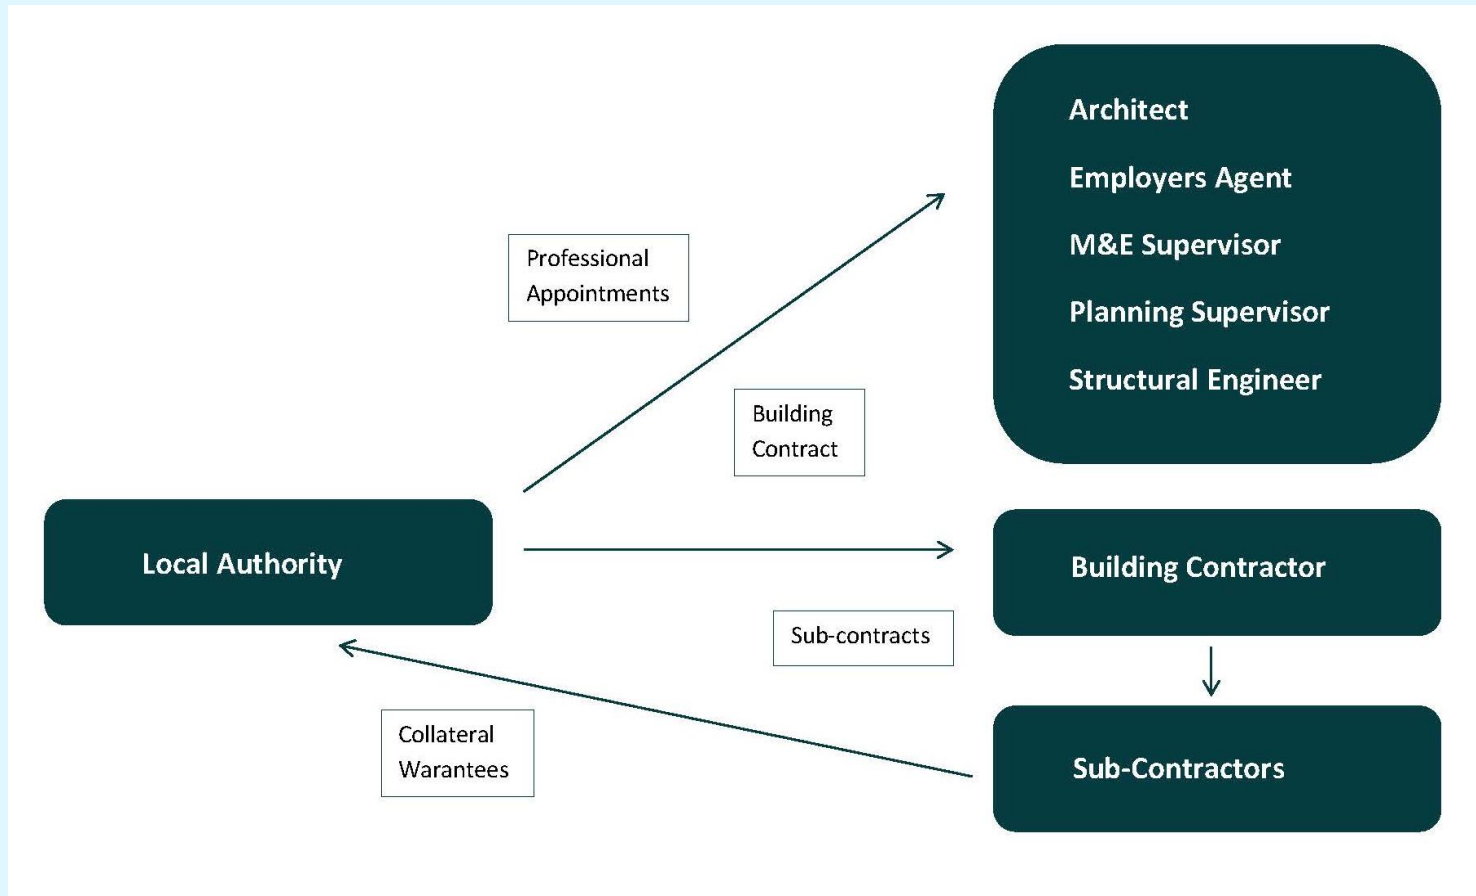 Architect
Employers Agent
M&E Supervisor
Planning Supervisor
Structural Engineer
Professional
Appointments
Building
Contract
Local Authority
Building Contractor
Sub-contracts
Collateral
Warantees
Sub-Contractors